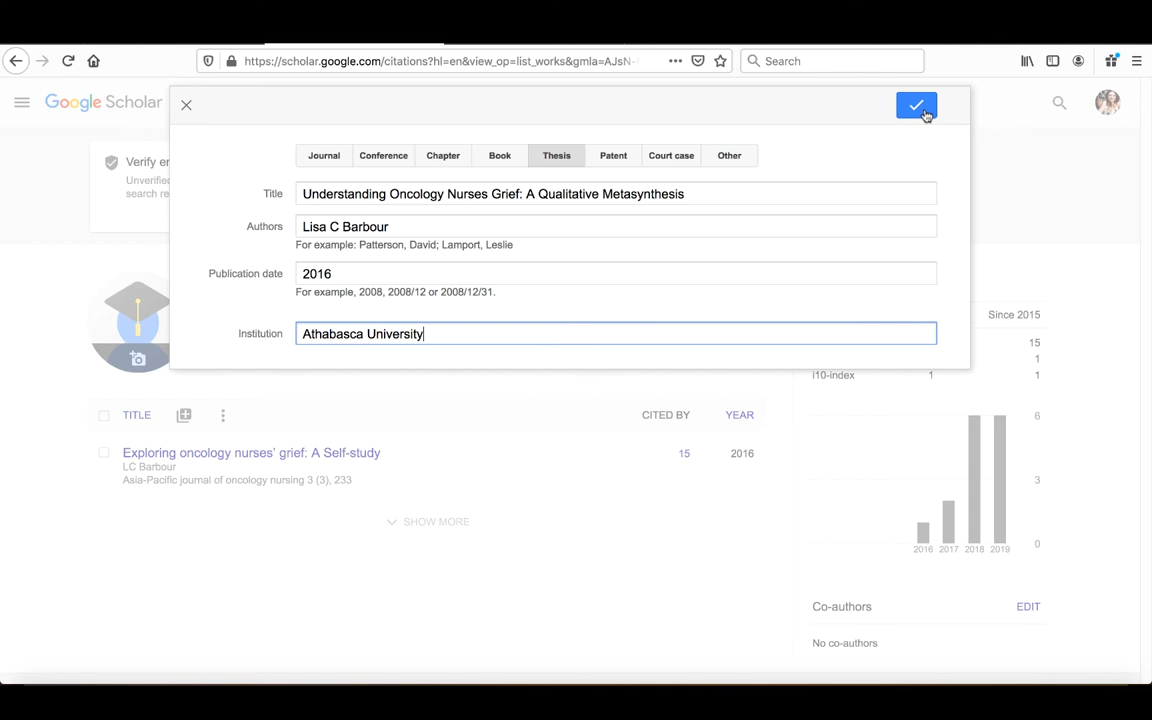 https://scholar.google.com/citations?hl=en&view_op=list_works&gmla=AJsN-
Search
Google Scholar
Verify em
Unverified
search re
Journal
Conference
Chapter
Book
Thesis
Patent
Court case
Other
Title
Understanding Oncology Nurses Grief: A Qualitative Metasynthesis
Authors
Lisa C Barbour
For example: Patterson, David; Lamport, Leslie
Publication date
2016
For example, 2008, 2008/12 or 2008/12/31.
Institution
Athabasca University
Since 2015
15
1
i10-index 1 1
TITLE
CITED BY
YEAR
Exploring oncology nurses' grief: A Self-study
15
2016
LC Barbour
Asia-Pacific journal of oncology nursing 3 (3), 233
SHOW MORE
6
3
0
2016 2017 2018 2019
Co-authors
EDIT
No co-authors